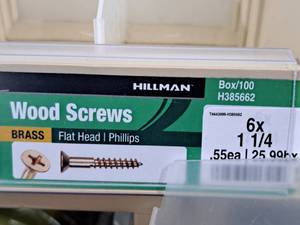 HILLMAN
Box/100
H385662
Wood Screws
BRASS
Flat Head | Phillips
6x
1 1/4
.55ea | 25.99bx